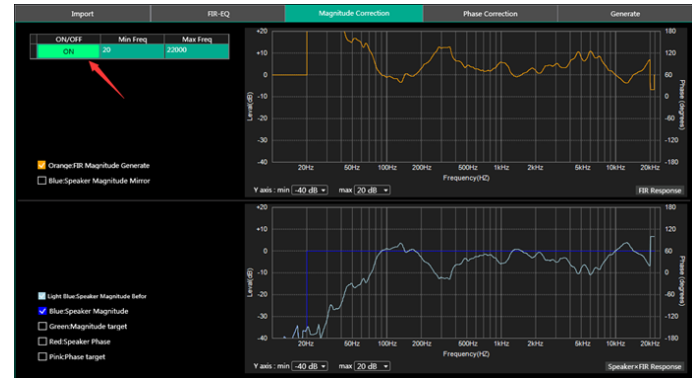 Import FIR-EQ Magnitude Correction Phase Correction Generate
ON/OFF Min Freq Max Freq
ON 20 22000
+20 180
+10 120
0 60
-10 0
-20 -60
-30 -120
-40 -180
Level(dB)
Phase (degrees)
20Hz 50Hz 100Hz 200Hz 500Hz 1kHz 2kHz 5kHz 10kHz 20kHz
Frequency(HZ)
Orange:FIR Magnitude Generate
Blue:Speaker Magnitude Mirror
Y axis : min -40 dB max 20 dB FIR Response
+20 180
+10 120
0 60
-10 0
-20 -60
-30 -120
-40 -180
Level(dB)
Phase (degrees)
Light Blue:Speaker Magnitude Befor
Blue:Speaker Magnitude
Green:Magnitude target
Red:Speaker Phase
Pink:Phase target
20Hz 50Hz 100Hz 200Hz 500Hz 1kHz 2kHz 5kHz 10kHz 20kHz
Frequency(HZ)
Y axis : min -40 dB max 20 dB Speaker×FIR Response